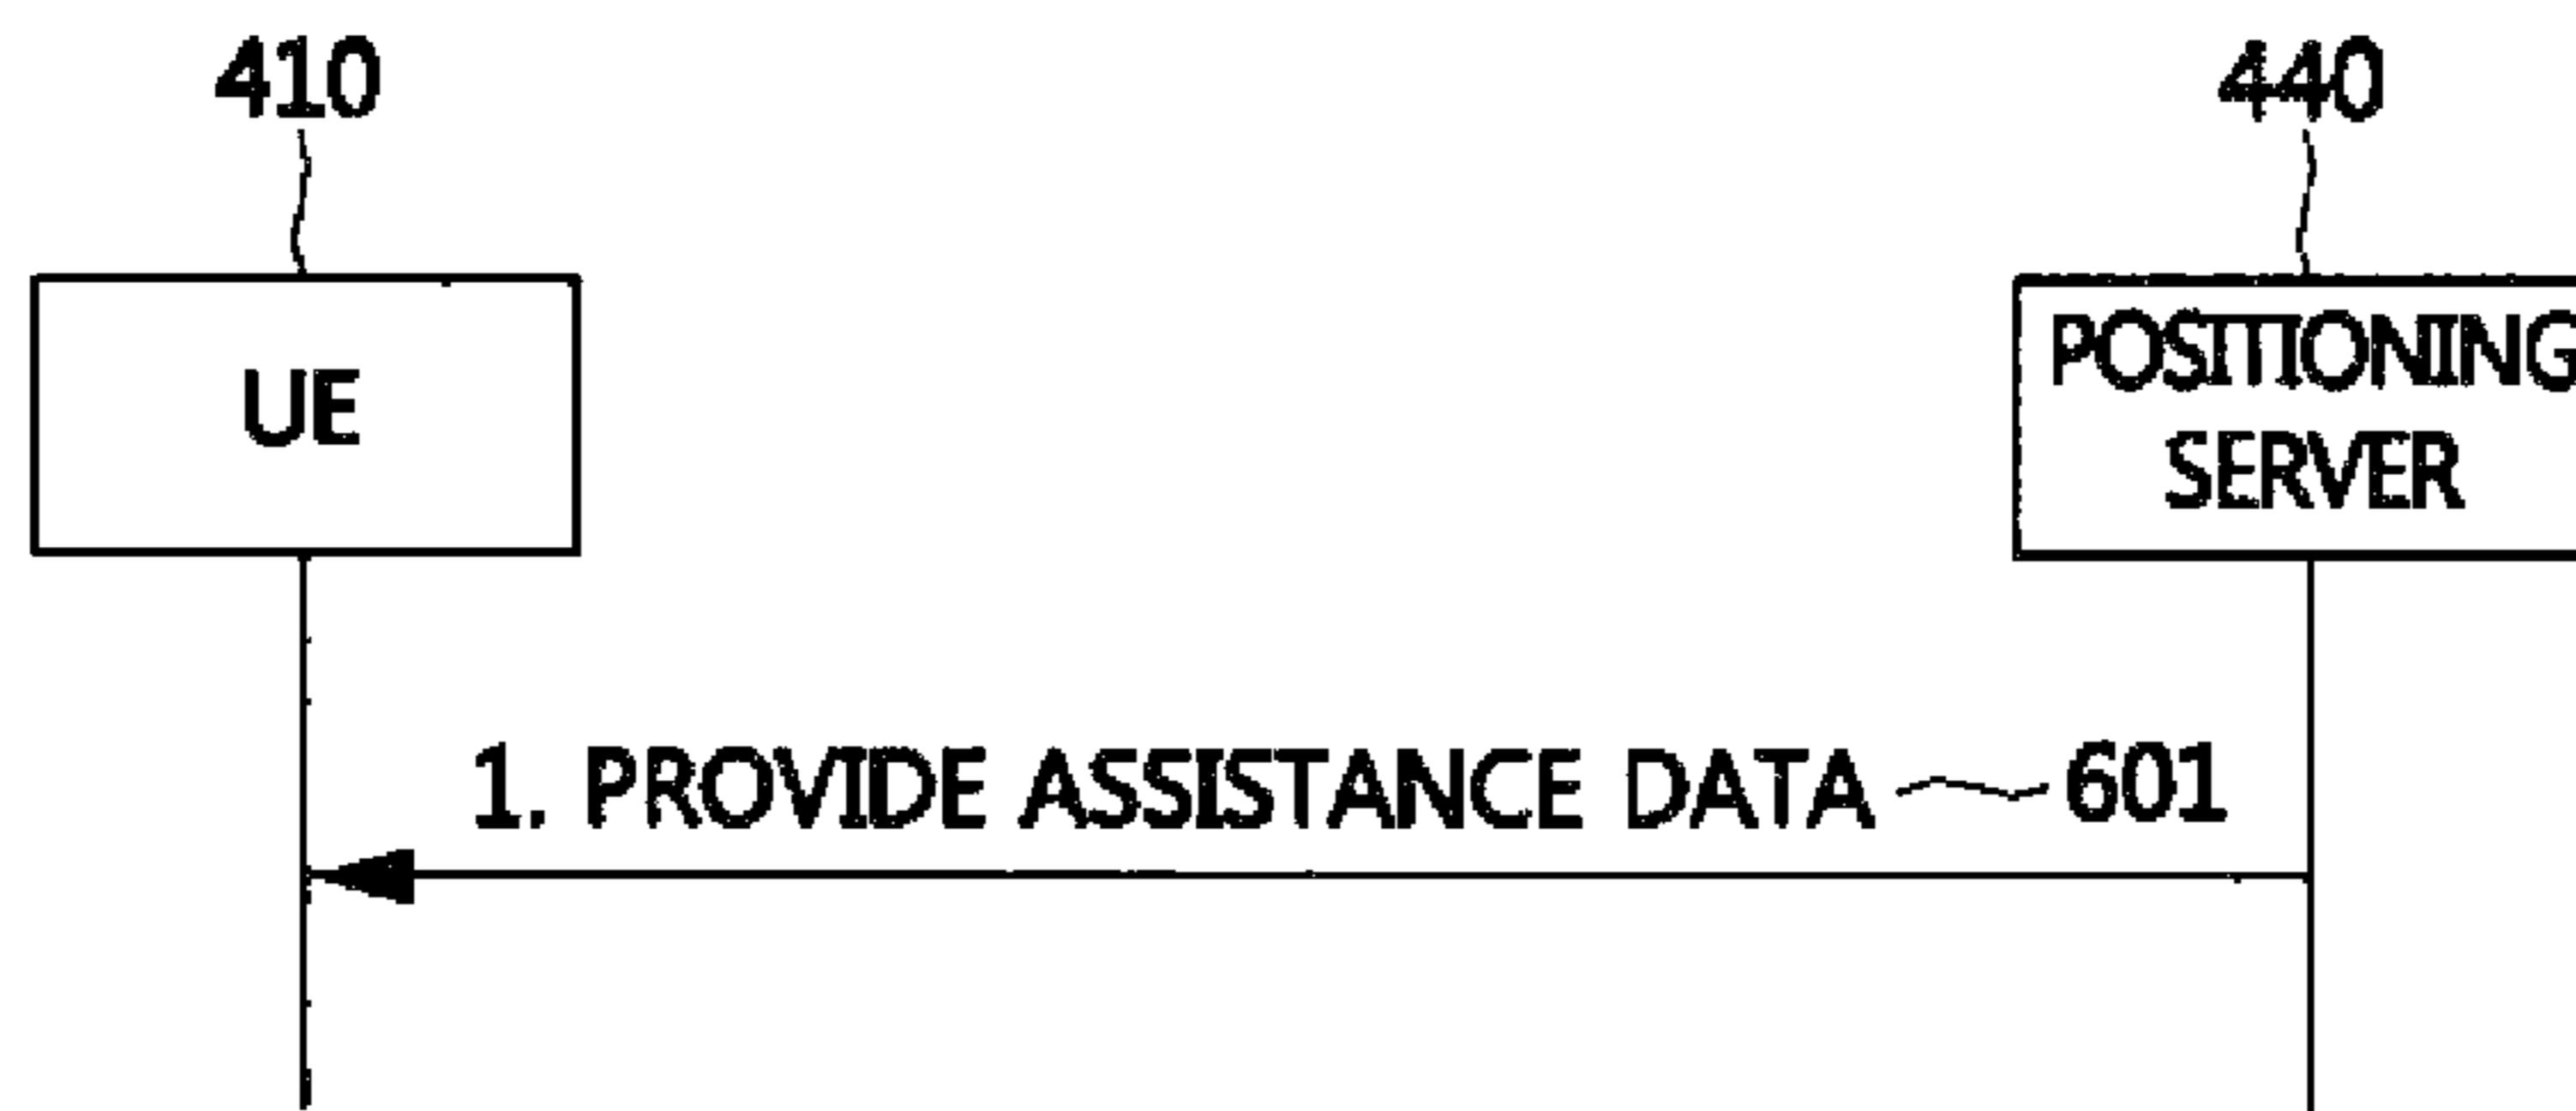 410
440
UE
POSITIONING
SERVER
1. PROVIDE ASSISTANCE DATA
601